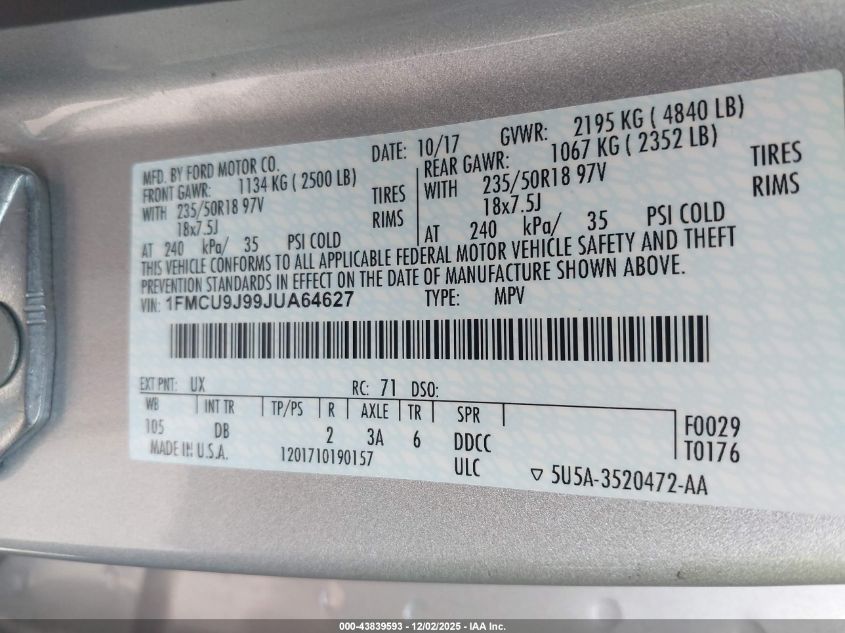 MFD. BY FORD MOTOR CO.
DATE: 10/17 GVWR: 2195 KG ( 4840 LB)
FRONT GAWR: 1134 KG ( 2500 LB)
REAR GAWR: 1067 KG ( 2352 LB)
WITH 235/50R18 97V TIRES
WITH 235/50R18 97V TIRES
18x7.5J RIMS
18x7.5J RIMS
AT 240 kPa/ 35 PSI COLD
AT 240 kPa/ 35 PSI COLD
THIS VEHICLE CONFORMS TO ALL APPLICABLE FEDERAL MOTOR VEHICLE SAFETY AND THEFT
PREVENTION STANDARDS IN EFFECT ON THE DATE OF MANUFACTURE SHOWN ABOVE.
VIN: 1FMCU9J99JUA64627 TYPE: MPV
EXT PNT: UX RC: 71 DSO:
WB INT TR TP/PS R AXLE TR SPR
105 DB 2 3A 6 DDCC F0029
MADE IN U.S.A. 1201710190157 ULC T0176
▽ 5U5A-3520472-AA
000-43839593 - 12/02/2025 - IAA Inc.